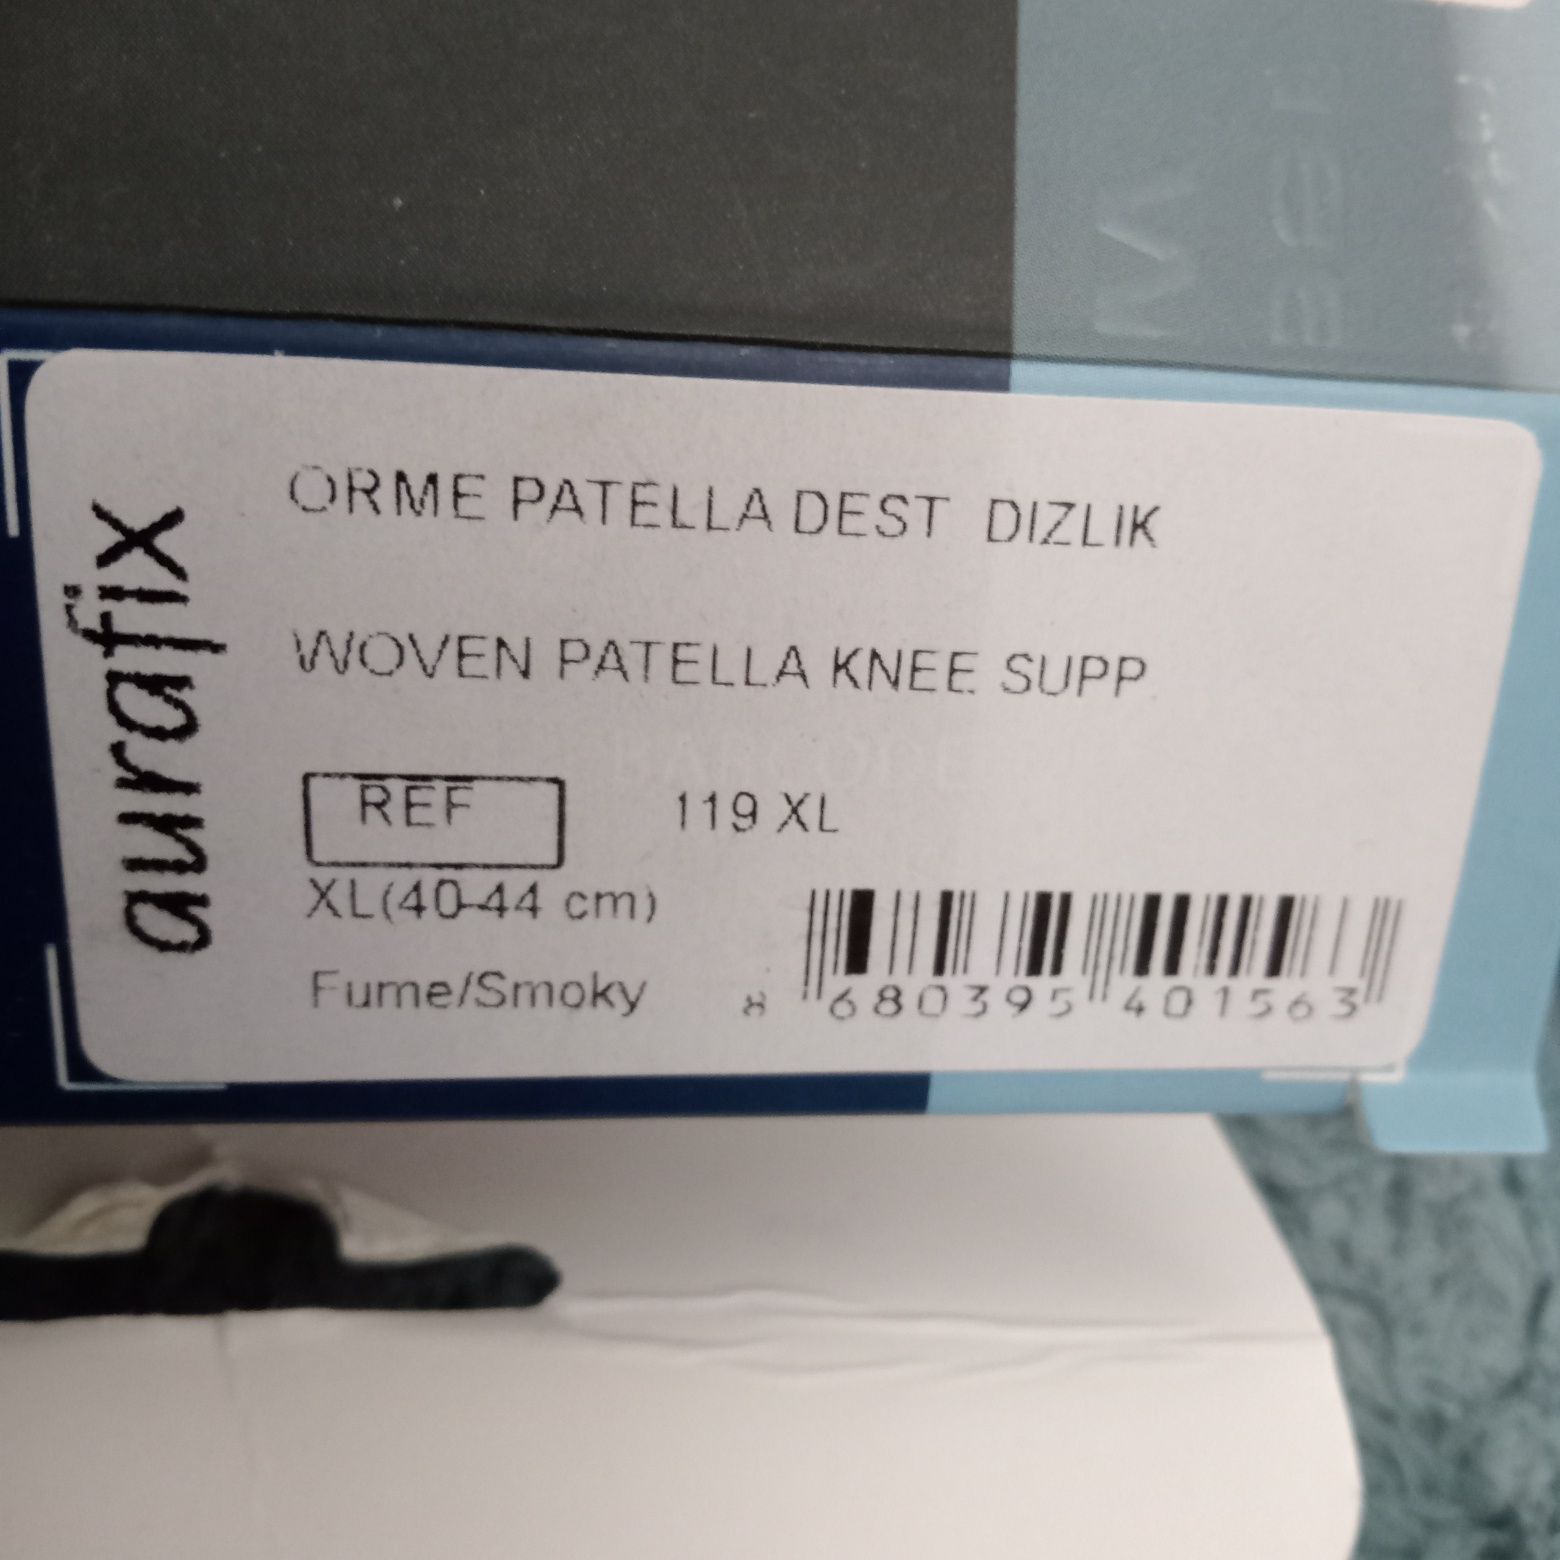 aurafix
ORME PATELLA DEST DIZLIK
WOVEN PATELLA KNEE SUPP
BARCODE
REF 119 XL
XL(40-44 cm)
Fume/Smoky
8 680395 401563